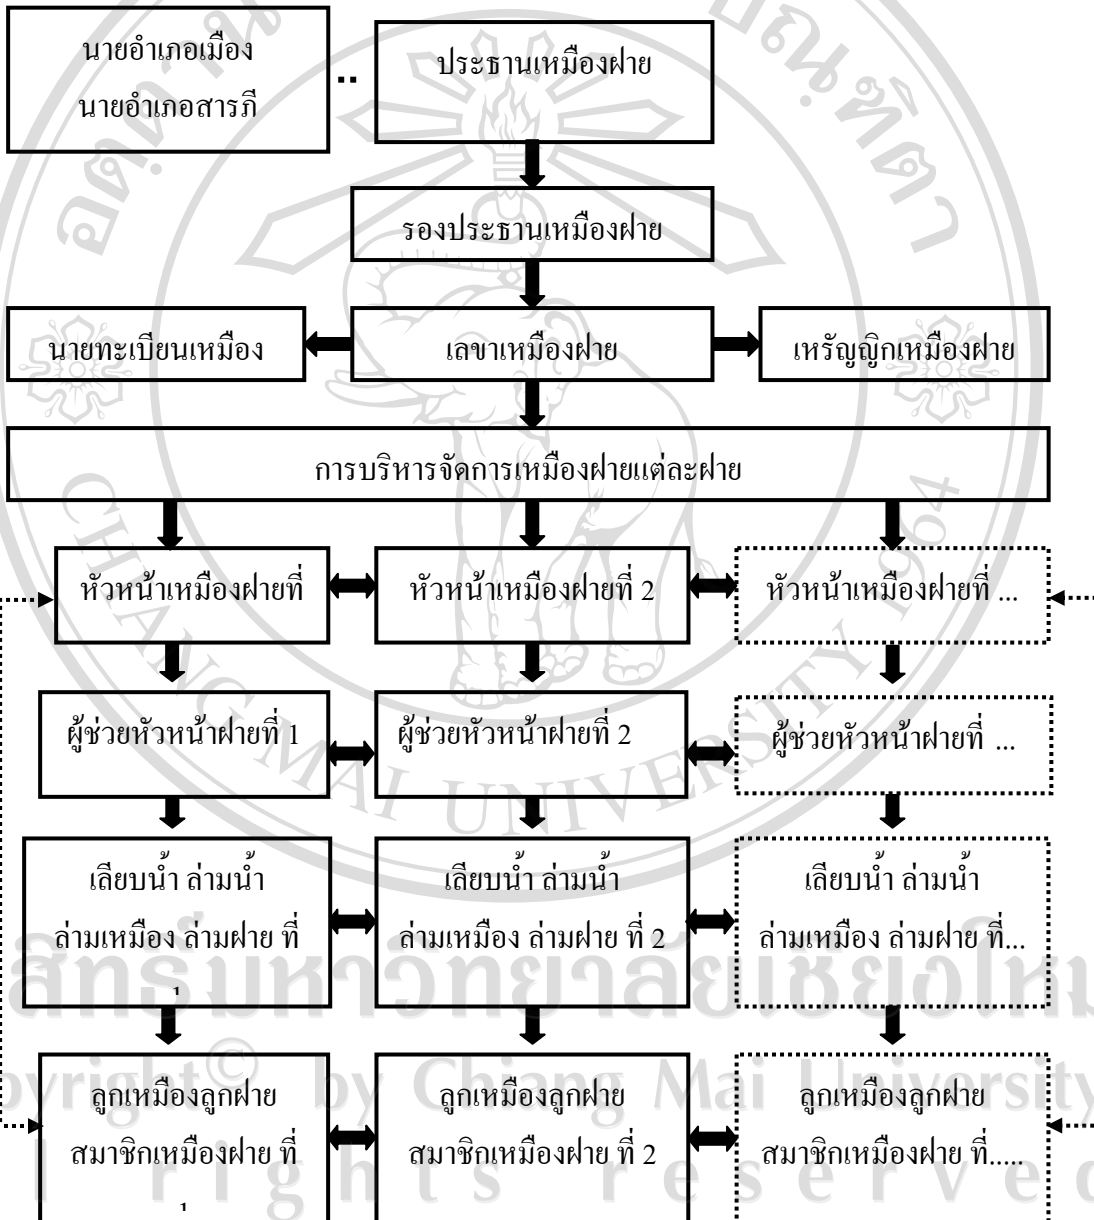 นายอำเภอเมือง
นายอำเภอสารภี
..
ประธานเหมืองฝาย
รองประธานเหมืองฝาย
นายทะเบียนเหมือง
เลขาเหมืองฝาย
เหรัญญิกเหมืองฝาย
การบริหารจัดการเหมืองฝายแต่ละฝาย
หัวหน้าเหมืองฝายที่
หัวหน้าเหมืองฝายที่ 2
หัวหน้าเหมืองฝายที่ ...
ผู้ช่วยหัวหน้าฝายที่ 1
ผู้ช่วยหัวหน้าฝายที่ 2
ผู้ช่วยหัวหน้าฝายที่ ...
เลียบน้ำ ล่ามน้ำ
ล่ามเหมือง ล่ามฝาย ที่
1
เลียบน้ำ ล่ามน้ำ
ล่ามเหมือง ล่ามฝาย ที่ 2
เลียบน้ำ ล่ามน้ำ
ล่ามเหมือง ล่ามฝาย ที่...
ลูกเหมืองลูกฝาย
สมาชิกเหมืองฝาย ที่
1
ลูกเหมืองลูกฝาย
สมาชิกเหมืองฝาย ที่ 2
ลูกเหมืองลูกฝาย
สมาชิกเหมืองฝาย ที่.....
CHIANG MAI UNIVERSITY 1964
by Chiang Mai University
rights reserved